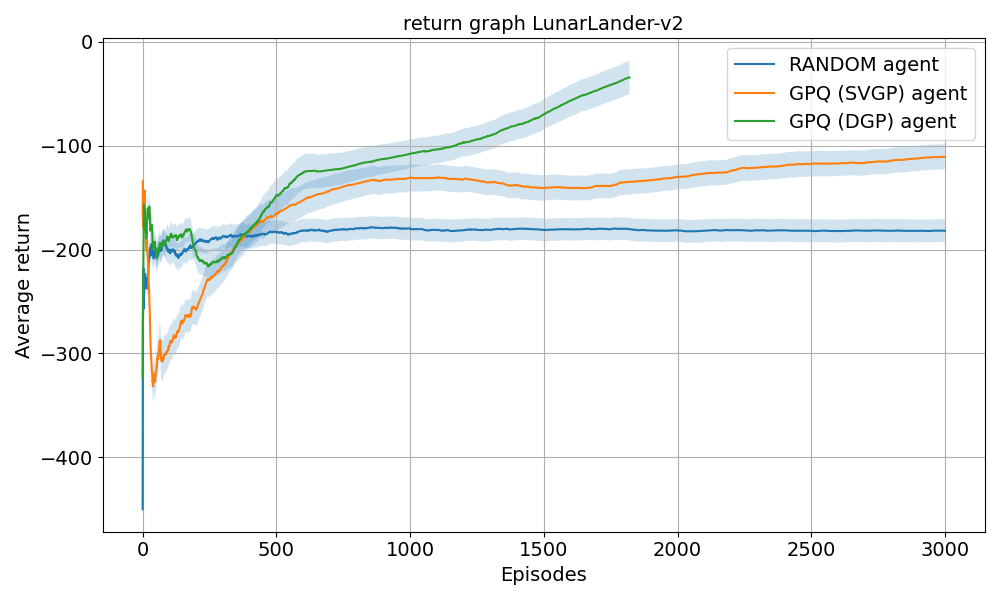 return graph LunarLander-v2
RANDOM agent
GPQ (SVGP) agent
GPQ (DGP) agent
Average return
0
−100
−200
−300
−400
0 500 1000 1500 2000 2500 3000
Episodes